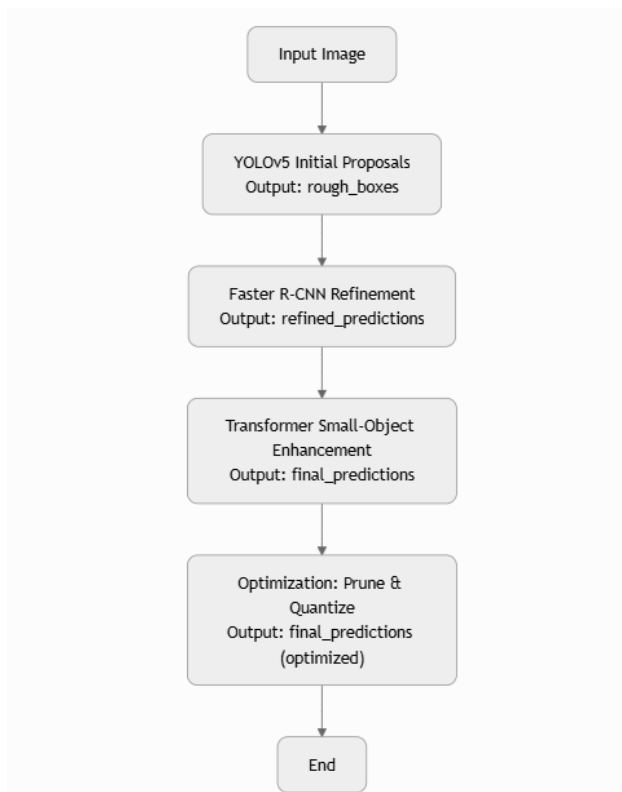 Input Image
YOLOv5 Initial Proposals
Output: rough_boxes
Faster R-CNN Refinement
Output: refined_predictions
Transformer Small-Object
Enhancement
Output: final_predictions
Optimization: Prune &
Quantize
Output: final_predictions
(optimized)
End